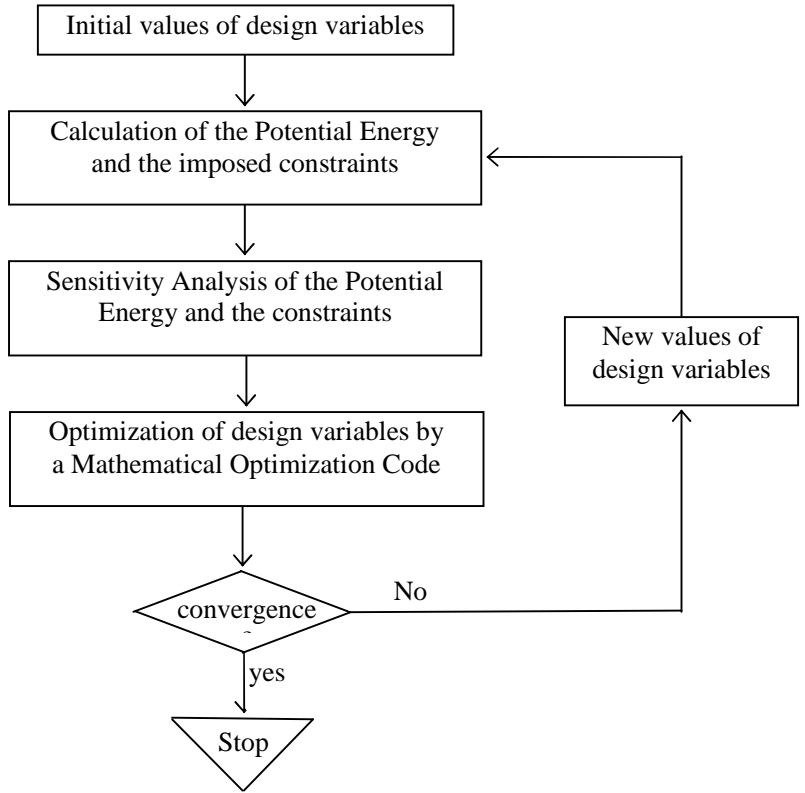 Initial values of design variables
Calculation of the Potential Energy
and the imposed constraints
Sensitivity Analysis of the Potential
Energy and the constraints
New values of
design variables
Optimization of design variables by
a Mathematical Optimization Code
convergence
No
yes
Stop